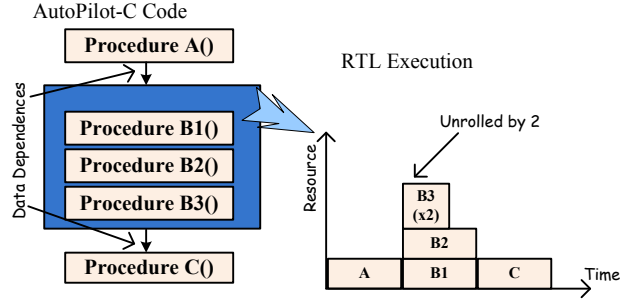 AutoPilot-C Code
Procedure A()
Data Dependences
Procedure B1()
Procedure B2()
Procedure B3()
Procedure C()
RTL Execution
Unrolled by 2
Resource
B3
(x2)
B2
A
B1
C
Time